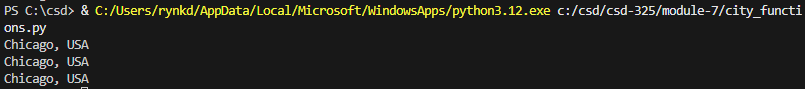 PS C:\csd> & C:/Users/rynkd/AppData/Local/Microsoft/WindowsApps/python3.12.exe c:/csd/csd-325/module-7/city_functi
ons.py
Chicago, USA
Chicago, USA
Chicago, USA